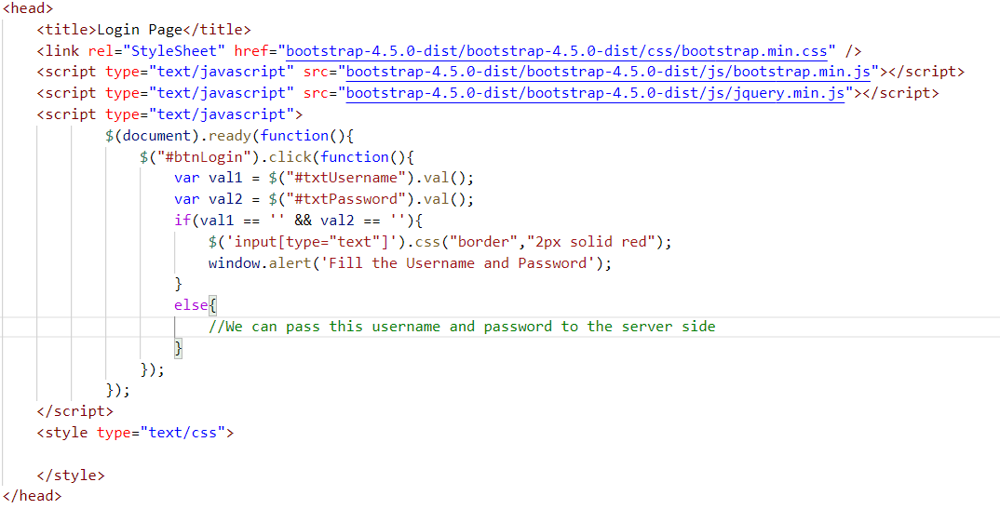 <head>
    <title>Login Page</title>
    <link rel="StyleSheet" href="bootstrap-4.5.0-dist/bootstrap-4.5.0-dist/css/bootstrap.min.css" />
    <script type="text/javascript" src="bootstrap-4.5.0-dist/bootstrap-4.5.0-dist/js/bootstrap.min.js"></script>
    <script type="text/javascript" src="bootstrap-4.5.0-dist/bootstrap-4.5.0-dist/js/jquery.min.js"></script>
    <script type="text/javascript">
            $(document).ready(function(){
                $("#btnLogin").click(function(){
                    var val1 = $("#txtUsername").val();
                    var val2 = $("#txtPassword").val();
                    if(val1 == '' && val2 == ''){
                        $('input[type="text"]').css("border","2px solid red");
                        window.alert('Fill the Username and Password');
                    }
                    else{
                        //We can pass this username and password to the server side
                    }
                });
            });
    </script>
    <style type="text/css">

    </style>
</head>